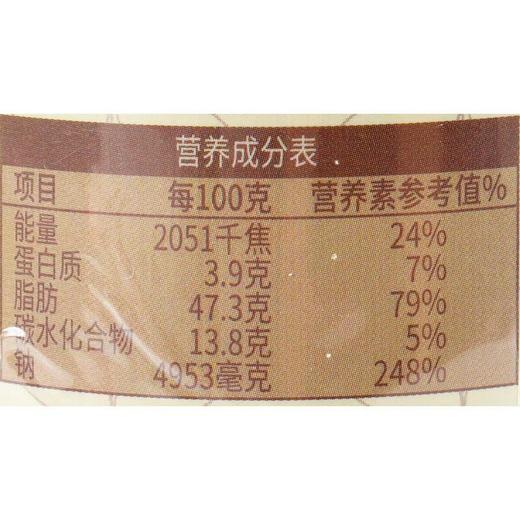 营养成分表
项目 每100克 营养素参考值%
能量 2051千焦 24%
蛋白质 3.9克 7%
脂肪 47.3克 79%
碳水化合物 13.8克 5%
钠 4953毫克 248%